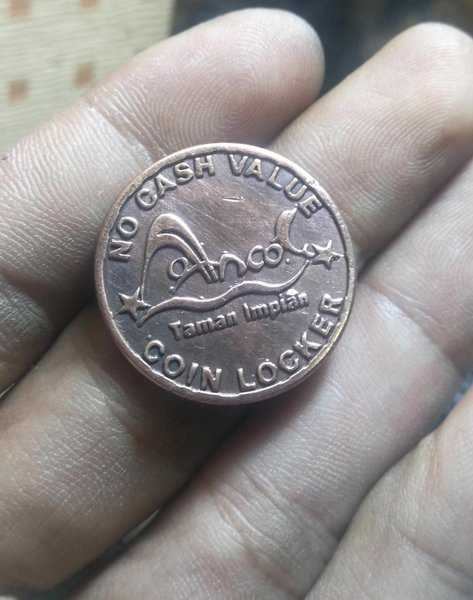 NO CASH VALUE
Ancol
Taman Impian
COIN LOCKER